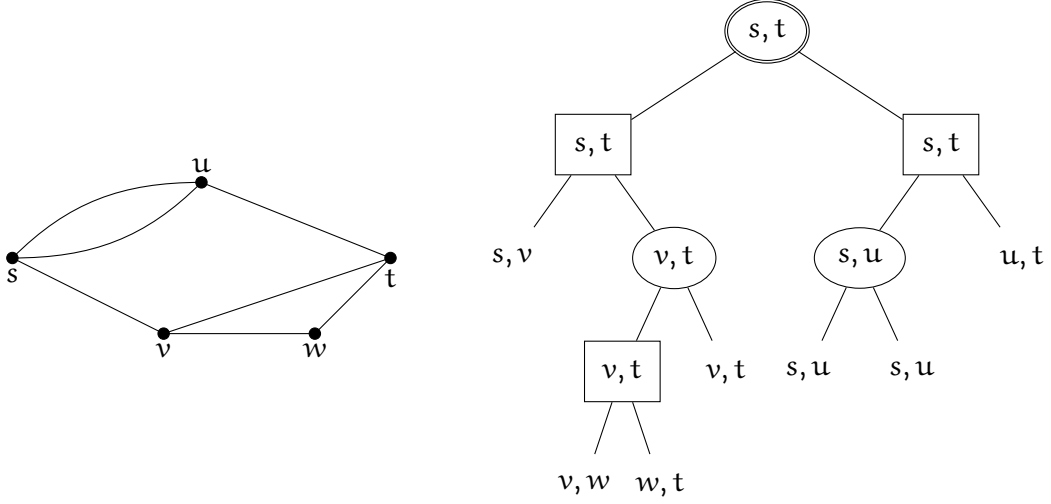 u
s
t
v
w
s, t
s, t
s, t
s, v
v, t
s, u
u, t
v, t
v, t
s, u
s, u
v, w
w, t